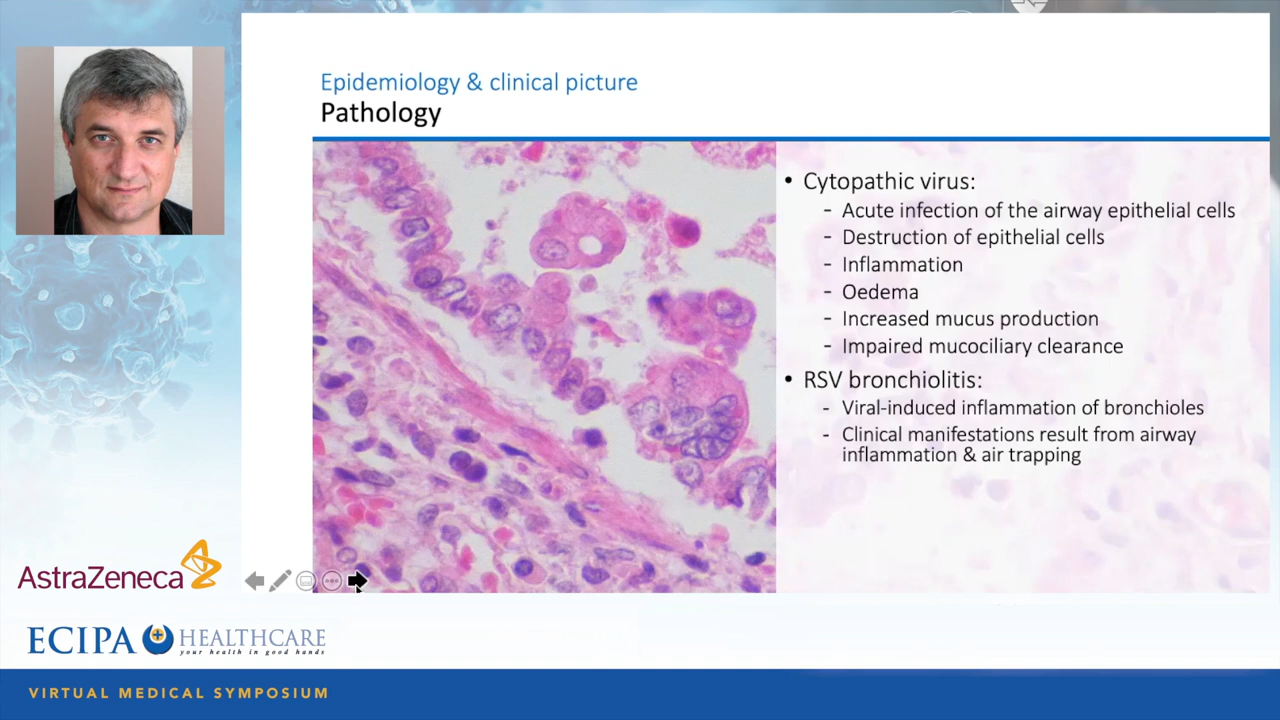 Epidemiology & clinical picture
Pathology
• Cytopathic virus:
- Acute infection of the airway epithelial cells
- Destruction of epithelial cells
- Inflammation
- Oedema
- Increased mucus production
- Impaired mucociliary clearance
• RSV bronchiolitis:
- Viral-induced inflammation of bronchioles
- Clinical manifestations result from airway
inflammation & air trapping
AstraZeneca
ECIPA HEALTHCARE
your health in good hands
VIRTUAL MEDICAL SYMPOSIUM